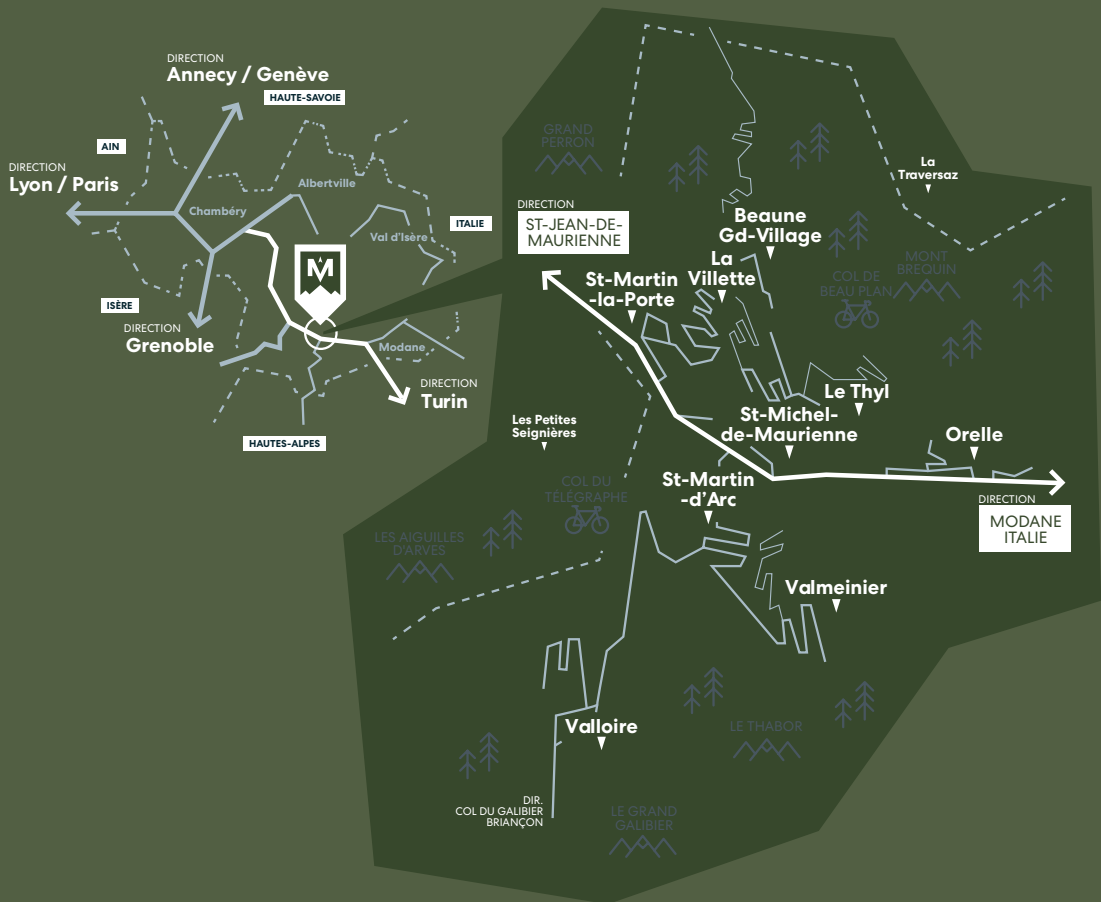 DIRECTION
Annecy / Genève
HAUTE-SAVOIE
AIN
DIRECTION
Lyon / Paris
Albertville
Chambéry
ITALIE
Val d'Isère
M
ISÈRE
DIRECTION
Grenoble
Modane
DIRECTION
Turin
HAUTES-ALPES
GRAND
PERRON
La
Traversaz
DIRECTION
ST-JEAN-DE-
MAURIENNE
Beaune
Gd-Village
La
Villette
St-Martin
-la-Porte
COL DE
BEAU PLAN
MONT
BREQUIN
Le Thyl
St-Michel-
de-Maurienne
Les Petites
Seignières
Orelle
St-Martin
-d'Arc
DIRECTION
MODANE
ITALIE
COL DU
TÉLÉGRAPHE
LES AIGUILLES
D'ARVES
Valmeinier
Valloire
LE THABOR
DIR.
COL DU GALIBIER
BRIANÇON
LE GRAND
GALIBIER